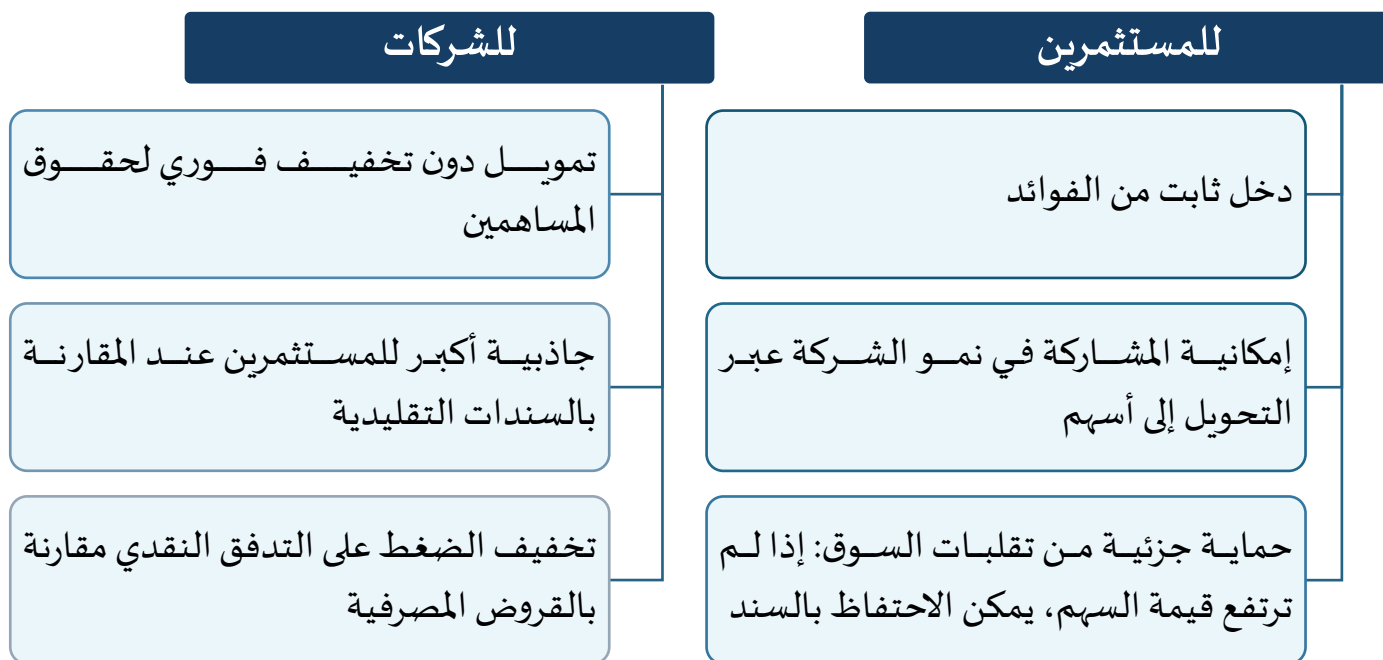 للمستثمرين
دخل ثابت من الفوائد
إمكانية المشاركة في نمو الشركة عبر
التحويل إلى أسهم
حماية جزئية من تقلبات السوق: إذا لم
ترتفع قيمة السهم، يمكن الاحتفاظ بالسند
للشركات
تمويل دون تخفيف فوري لحقوق
المساهمين
جاذبية أكبر للمستثمرين عند المقارنة
بالسندات التقليدية
تخفيف الضغط على التدفق النقدي مقارنة
بالقروض المصرفية